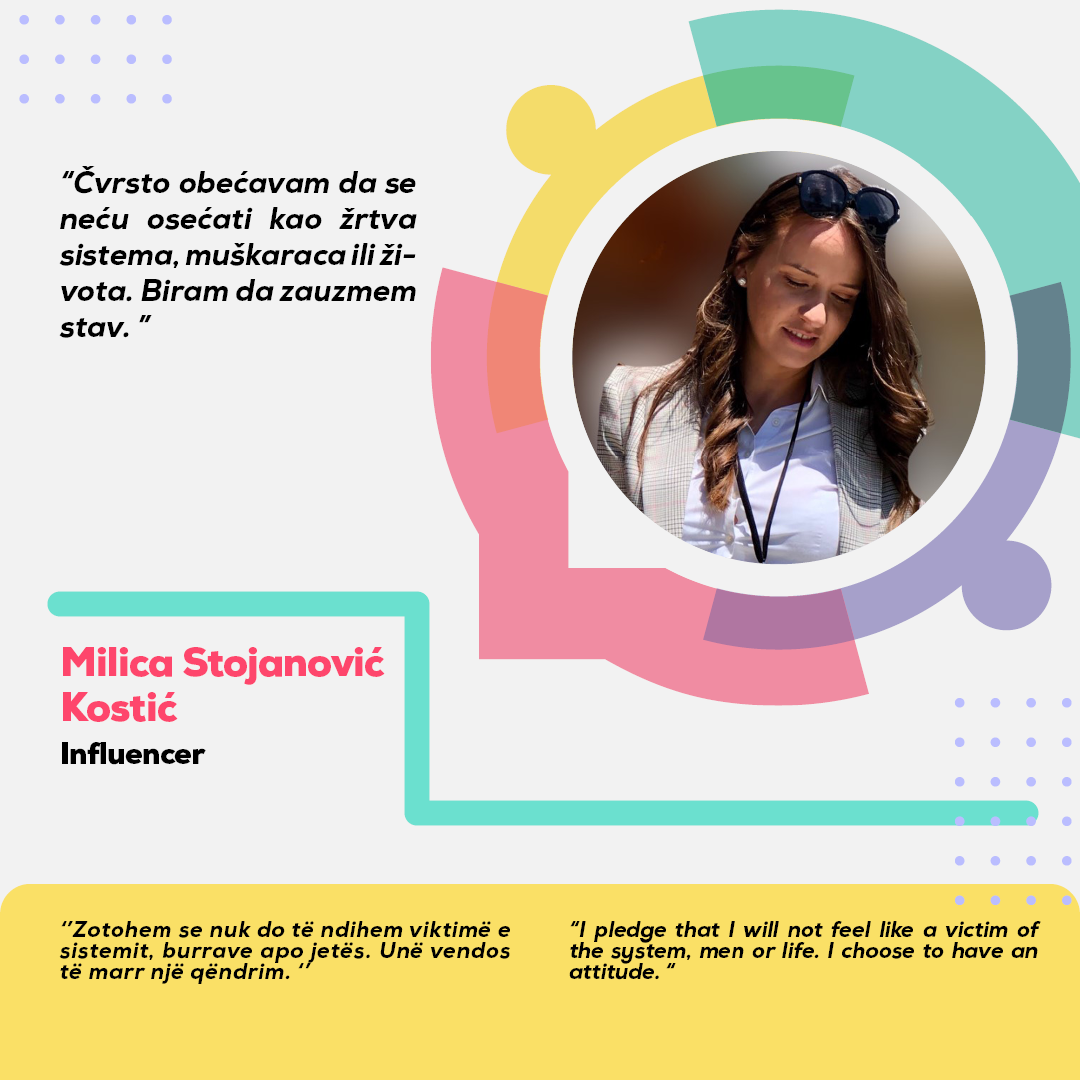 “Čvrsto obećavam da se
neću osećati kao žrtva
sistema, muškaraca ili ži-
vota. Biram da zauzmem
stav. ”
Milica Stojanović
Kostić
Influencer
‘’Zotohem se nuk do të ndihem viktimë e
sistemit, burrave apo jetës. Unë vendos
të marr një qëndrim. ‘’
“I pledge that I will not feel like a victim of
the system, men or life. I choose to have an
attitude. “